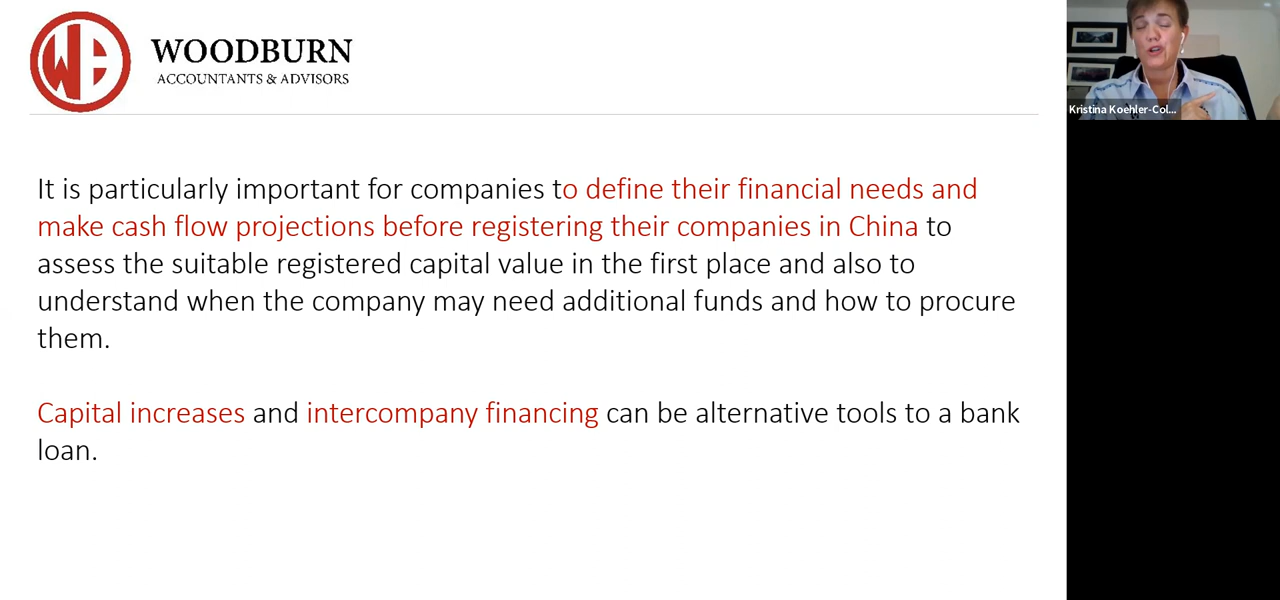 WOODBURN
ACCOUNTANTS & ADVISORS
Kristina Koehler-Col...
It is particularly important for companies to define their financial needs and
make cash flow projections before registering their companies in China to
assess the suitable registered capital value in the first place and also to
understand when the company may need additional funds and how to procure
them.
Capital increases and intercompany financing can be alternative tools to a bank
loan.